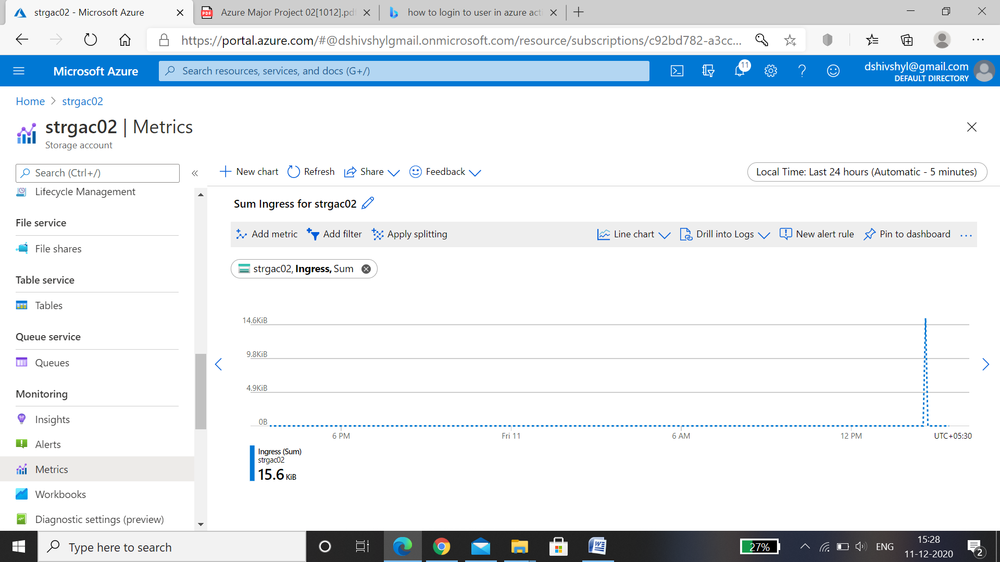 strgac02 - Microsoft Azure
Azure Major Project 02[1012].pdf
how to login to user in azure acti
https://portal.azure.com/#@dshivshylgmail.onmicrosoft.com/resource/subscriptions/c92bd782-a3cc...
Microsoft Azure
Search resources, services, and docs (G+/)
11
dshivshyl@gmail.com
DEFAULT DIRECTORY
Home > strgac02
strgac02 | Metrics
Storage account
Search (Ctrl+/)
«
Lifecycle Management
File service
File shares
Table service
Tables
Queue service
Queues
Monitoring
Insights
Alerts
Metrics
Workbooks
Diagnostic settings (preview)
New chart Refresh Share Feedback
Local Time: Last 24 hours (Automatic - 5 minutes)
Sum Ingress for strgac02
Add metric Add filter Apply splitting Line chart Drill into Logs New alert rule Pin to dashboard ...
strgac02, Ingress, Sum
14.6KiB
9.8KiB
4.9KiB
0B
6 PM Fri 11 6 AM 12 PM UTC+05:30
Ingress (Sum)
strgac02
15.6 KiB
Type here to search
27%
ENG
15:28
11-12-2020
2